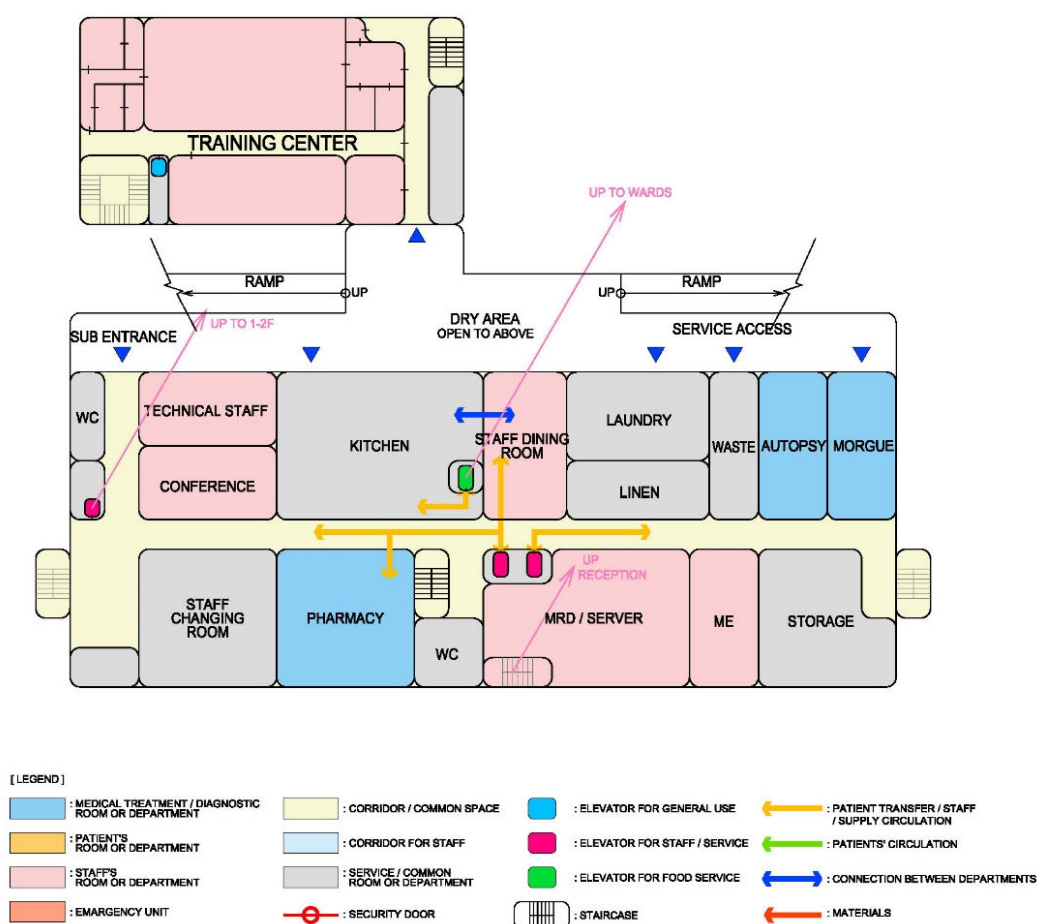 TRAINING CENTER
UP TO WARDS
RAMP
RAMP
UP
UP
UP TO 1-2F
SUB ENTRANCE
DRY AREA
OPEN TO ABOVE
SERVICE ACCESS
WC
TECHNICAL STAFF
KITCHEN
STAFF DINING
ROOM
LAUNDRY
WASTE
AUTOPSY
MORGUE
CONFERENCE
LINEN
UP
RECEPTION
STAFF
CHANGING
ROOM
PHARMACY
WC
MRD / SERVER
ME
STORAGE
[ LEGEND ]
: MEDICAL TREATMENT / DIAGNOSTIC
ROOM OR DEPARTMENT
: PATIENT'S
ROOM OR DEPARTMENT
: STAFF'S
ROOM OR DEPARTMENT
: EMERGENCY UNIT
: CORRIDOR / COMMON SPACE
: CORRIDOR FOR STAFF
: SERVICE / COMMON
ROOM OR DEPARTMENT
: SECURITY DOOR
: ELEVATOR FOR GENERAL USE
: ELEVATOR FOR STAFF / SERVICE
: ELEVATOR FOR FOOD SERVICE
: STAIRCASE
: PATIENT TRANSFER / STAFF
/ SUPPLY CIRCULATION
: PATIENTS' CIRCULATION
: CONNECTION BETWEEN DEPARTMENTS
: MATERIALS